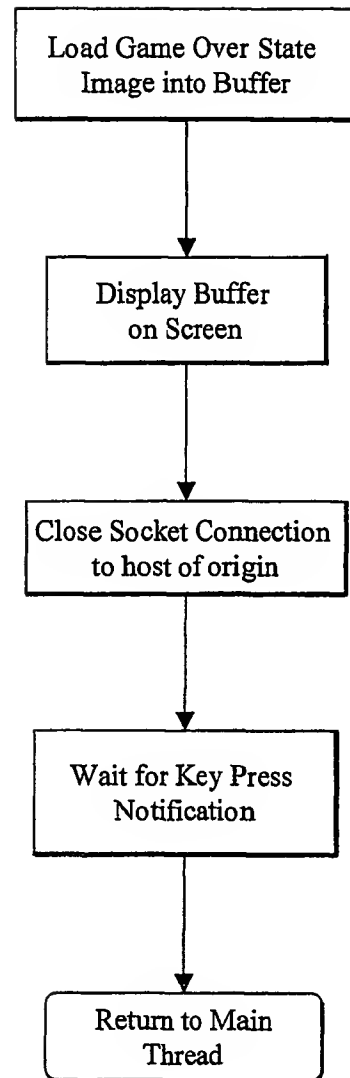 Load Game Over State
Image into Buffer
Display Buffer
on Screen
Close Socket Connection
to host of origin
Wait for Key Press
Notification
Return to Main
Thread